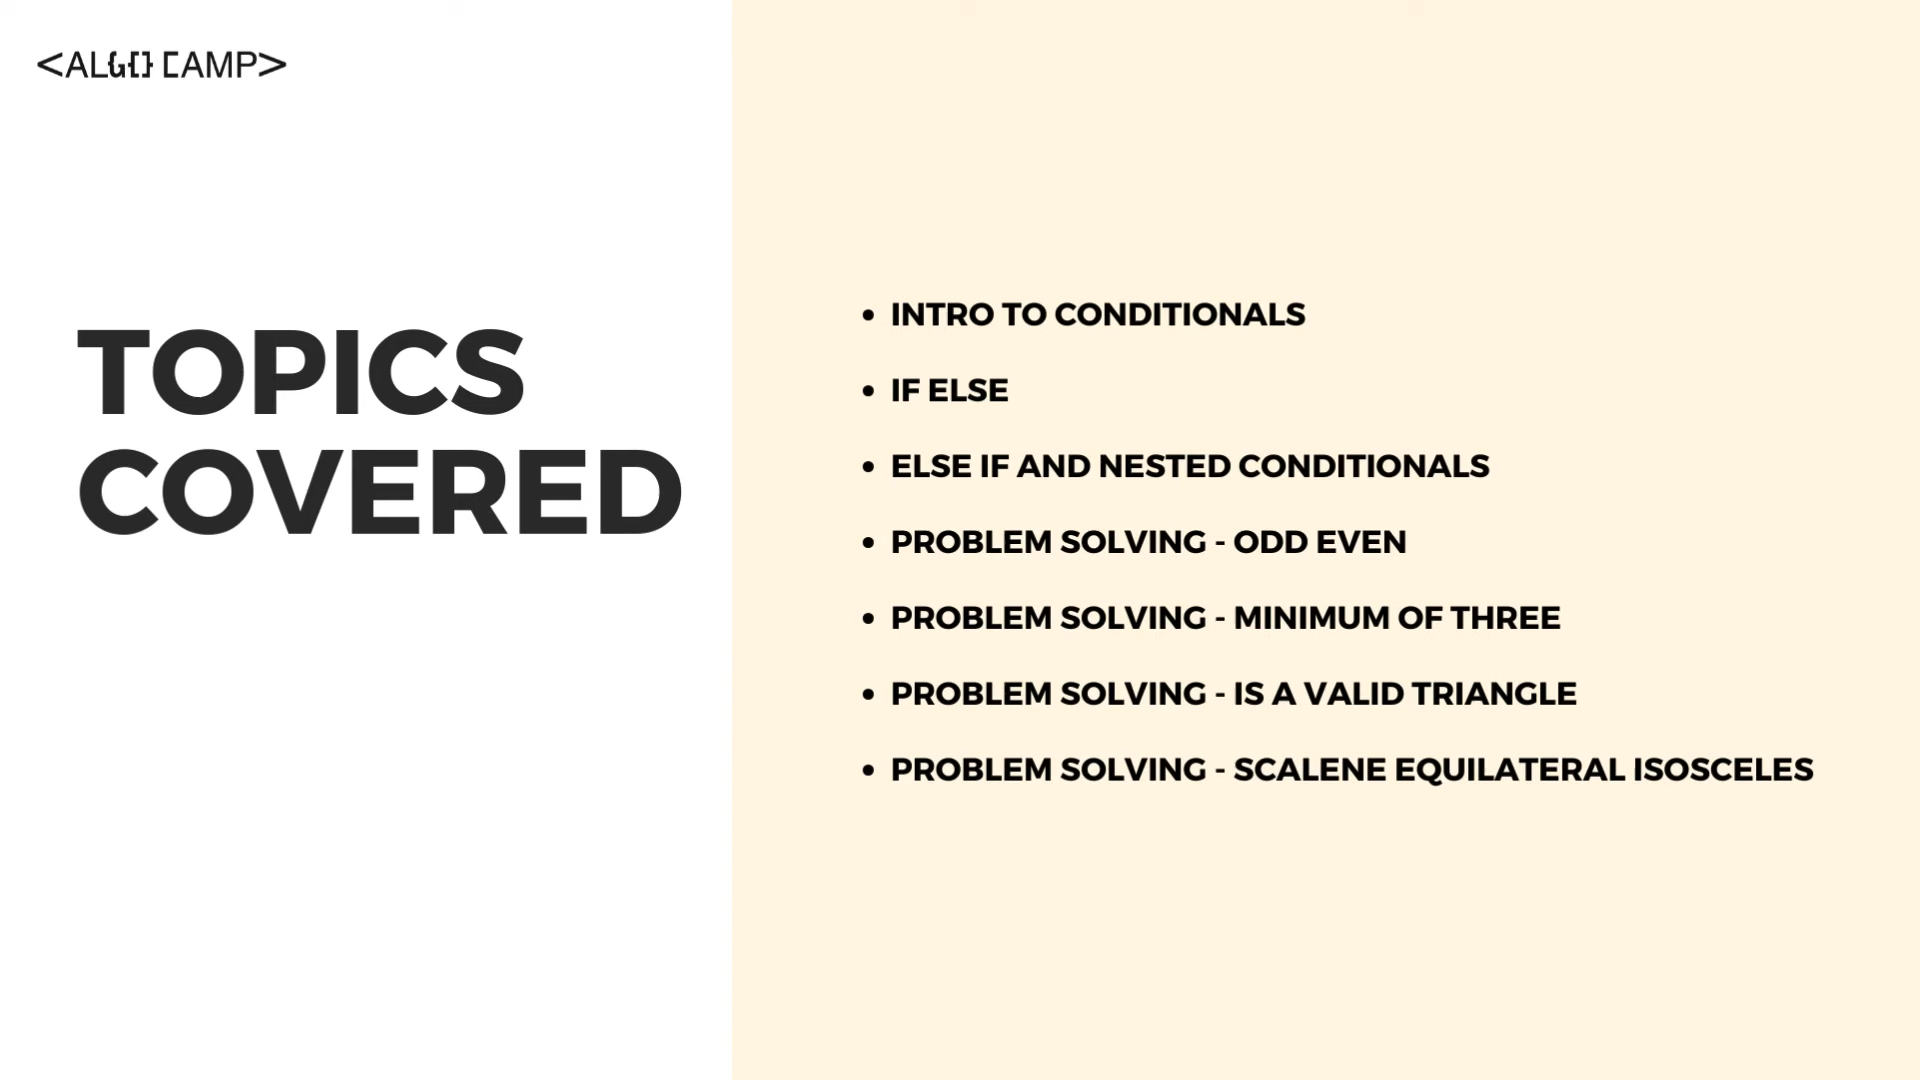 <ALGO CAMP>
TOPICS
COVERED
• INTRO TO CONDITIONALS
• IF ELSE
• ELSE IF AND NESTED CONDITIONALS
• PROBLEM SOLVING - ODD EVEN
• PROBLEM SOLVING - MINIMUM OF THREE
• PROBLEM SOLVING - IS A VALID TRIANGLE
• PROBLEM SOLVING - SCALENE EQUILATERAL ISOSCELES